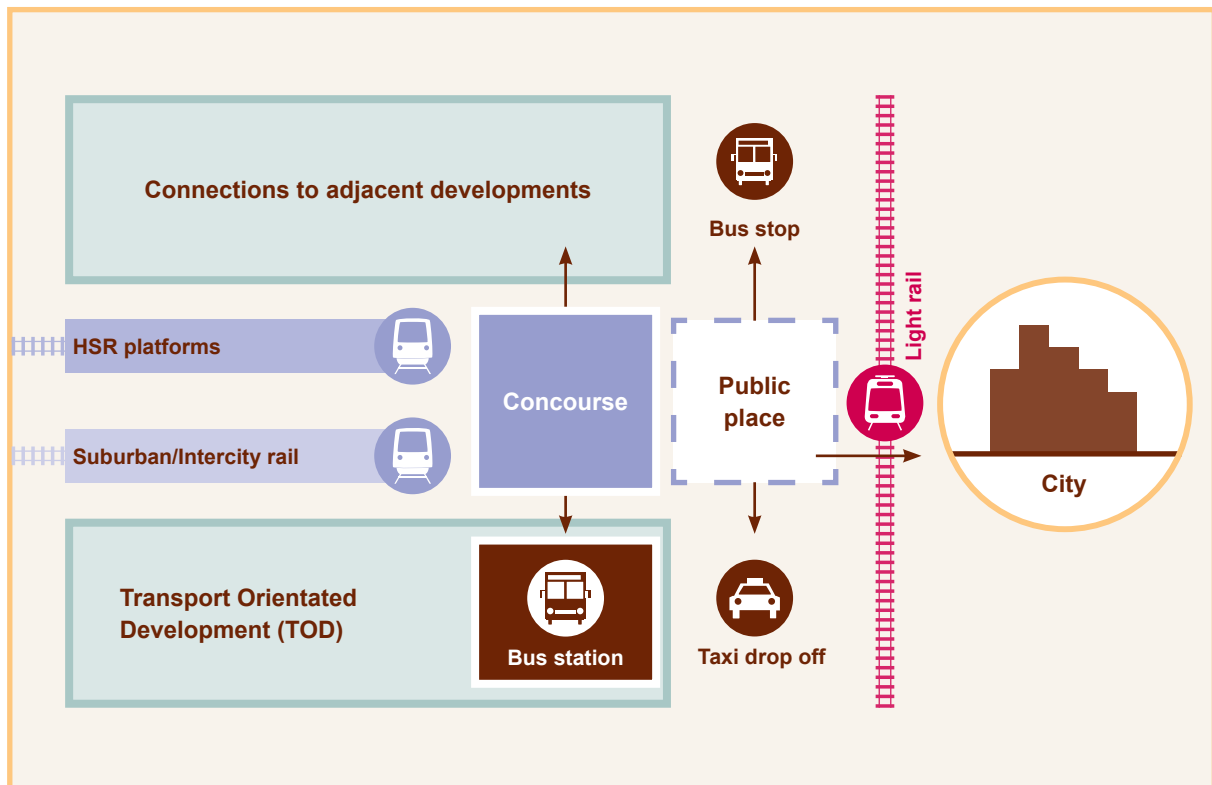 Connections to adjacent developments
Bus stop
Light rail
HSR platforms
Concourse
Public
place
Suburban/Intercity rail
City
Transport Orientated
Development (TOD)
Bus station
Taxi drop off